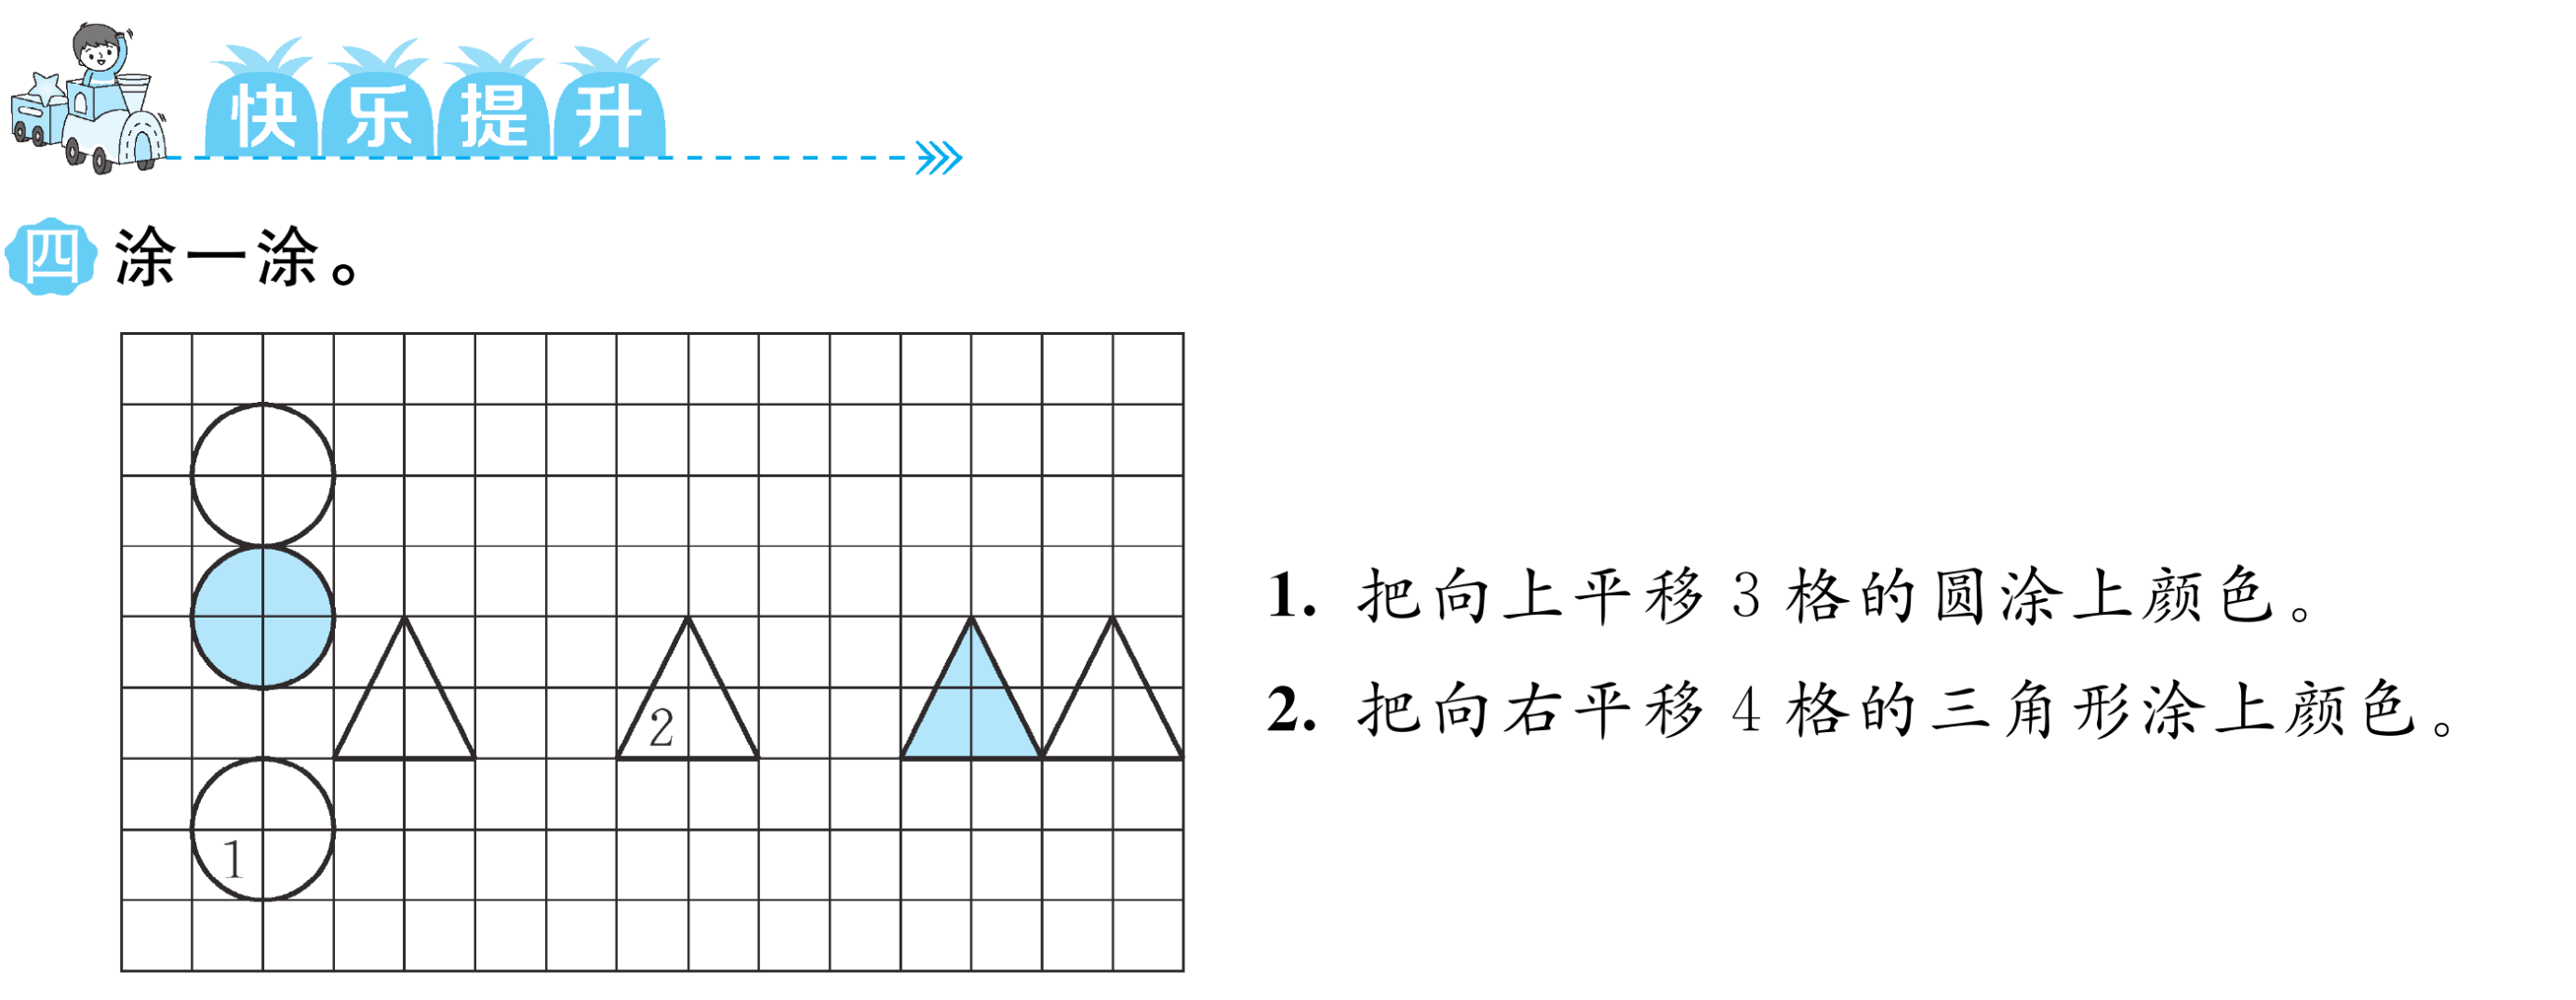 快乐提升
四 涂一涂。
2
1
1. 把向上平移3格的圆涂上颜色。
2. 把向右平移4格的三角形涂上颜色。